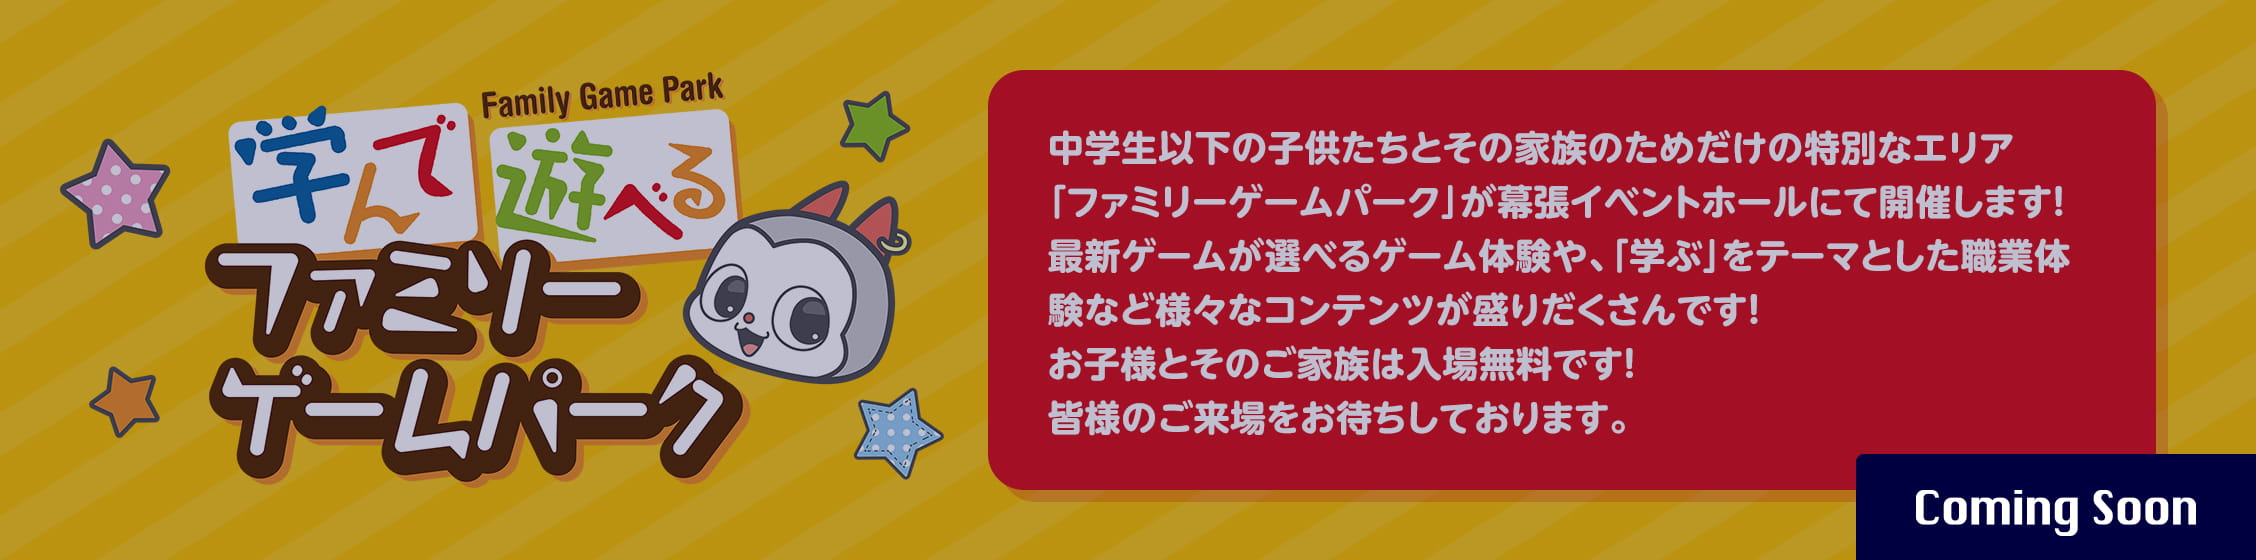 Family Game Park
学んで遊べる
ファミリー
ゲームパーク
中学生以下の子供たちとその家族のためだけの特別なエリア
「ファミリーゲームパーク」が幕張イベントホールにて開催します!
最新ゲームが選べるゲーム体験や、「学ぶ」をテーマとした職業体
験など様々なコンテンツが盛りだくさんです!
お子様とそのご家族は入場無料です!
皆様のご来場をお待ちしております。
Coming Soon